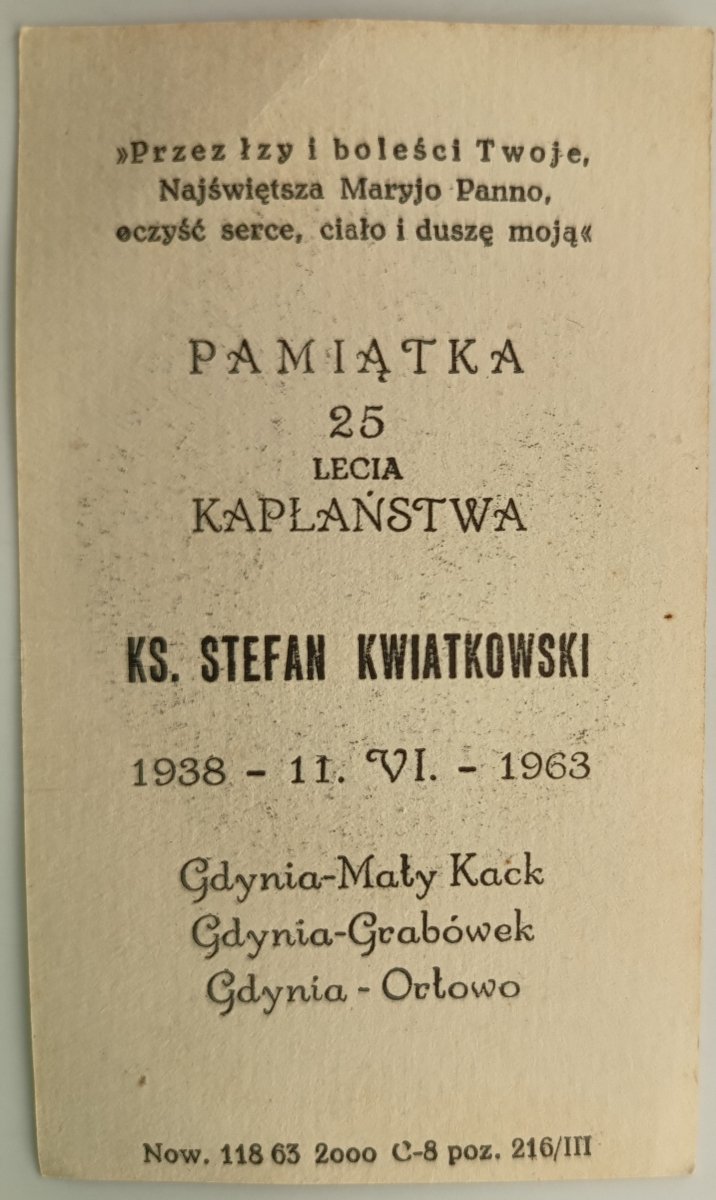 »Przez łzy i boleści Twoje,
Najświętsza Maryjo Panno,
oczyść serce, ciało i duszę moją«
PAMIĄTKA
25
LECIA
KAPŁAŃSTWA
KS. STEFAN KWIATKOWSKI
1938 - 11. VI. - 1963
Gdynia-Mały Kack
Gdynia-Grabówek
Gdynia - Orłowo
Now. 118 63 2000 C-8 poz. 216/III